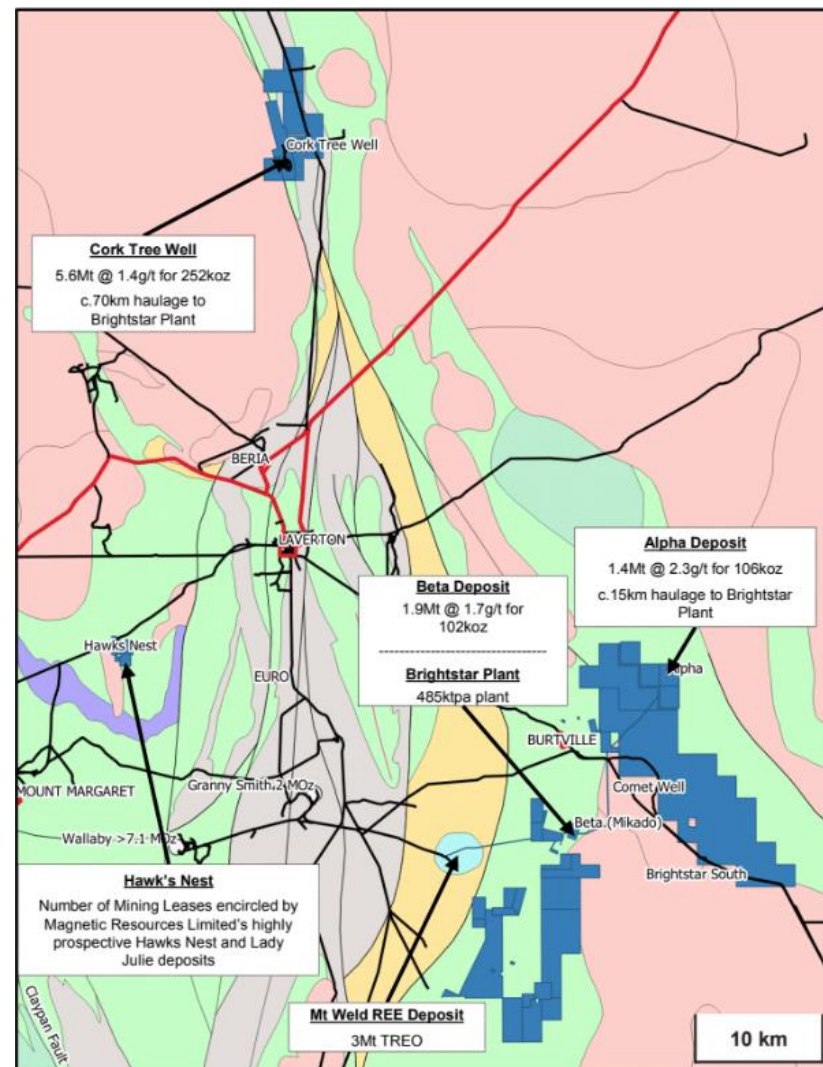 Cork Tree Well
Cork Tree Well
5.6Mt @ 1.4g/t for 252koz
c.70km haulage to
Brightstar Plant
BERIA
LAVERTON
Alpha Deposit
1.4Mt @ 2.3g/t for 106koz
c.15km haulage to Brightstar
Plant
Beta Deposit
1.9Mt @ 1.7g/t for
102koz
--------------------------------
Brightstar Plant
485ktpa plant
Hawks Nest
Alpha
EURO
BURTVILLE
MOUNT MARGARET
Granny Smith 2 MOz
Comet Well
Beta (Mikado)
Wallaby >7.1 MOz
Brightstar South
Hawk's Nest
Number of Mining Leases encircled by
Magnetic Resources Limited's highly
prospective Hawks Nest and Lady
Julie deposits
Claypan Fault
Mt Weld REE Deposit
3Mt TREO
10 km